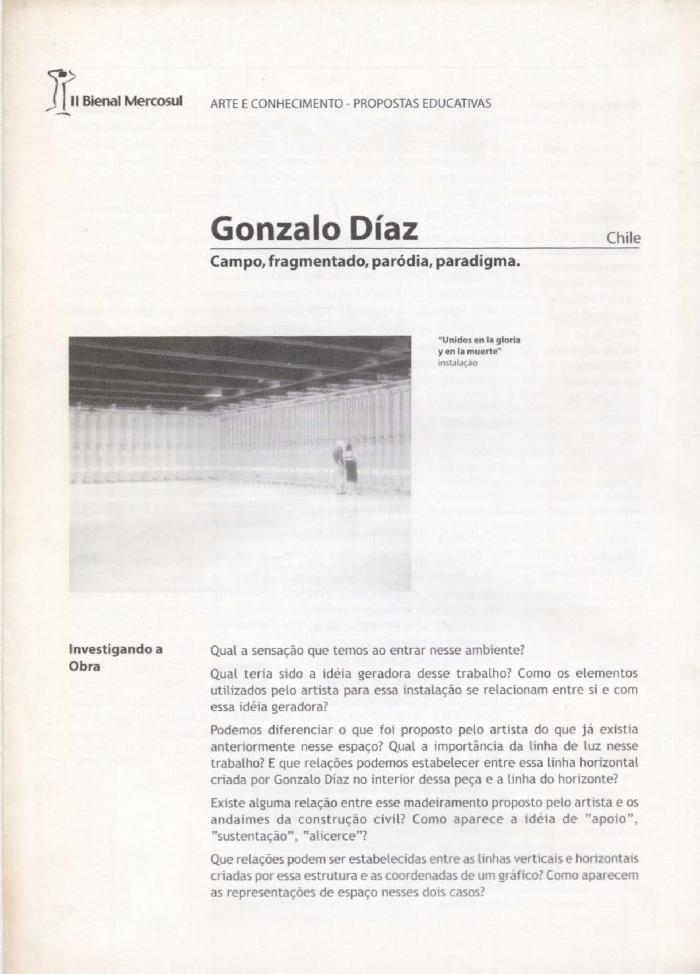 II Bienal Mercosul
ARTE E CONHECIMENTO - PROPOSTAS EDUCATIVAS
Gonzalo Díaz
Chile
Campo, fragmentado, paródia, paradigma.
"Unidos en la gloria
y en la muerte"
instalação
Investigando a
Obra
Qual a sensação que temos ao entrar nesse ambiente?
Qual teria sido a idéia geradora desse trabalho? Como os elementos
utilizados pelo artista para essa instalação se relacionam entre si e com
essa idéia geradora?
Podemos diferenciar o que foi proposto pelo artista do que já existia
anteriormente nesse espaço? Qual a importância da linha de luz nesse
trabalho? E que relações podemos estabelecer entre essa linha horizontal
criada por Gonzalo Díaz no interior dessa peça e a linha do horizonte?
Existe alguma relação entre esse madeiramento proposto pelo artista e os
andaimes da construção civil? Como aparece a idéia de "apoio",
"sustentação", "alicerce"?
Que relações podem ser estabelecidas entre as linhas verticais e horizontais
criadas por essa estrutura e as coordenadas de um gráfico? Como aparecem
as representações de espaço nesses dois casos?